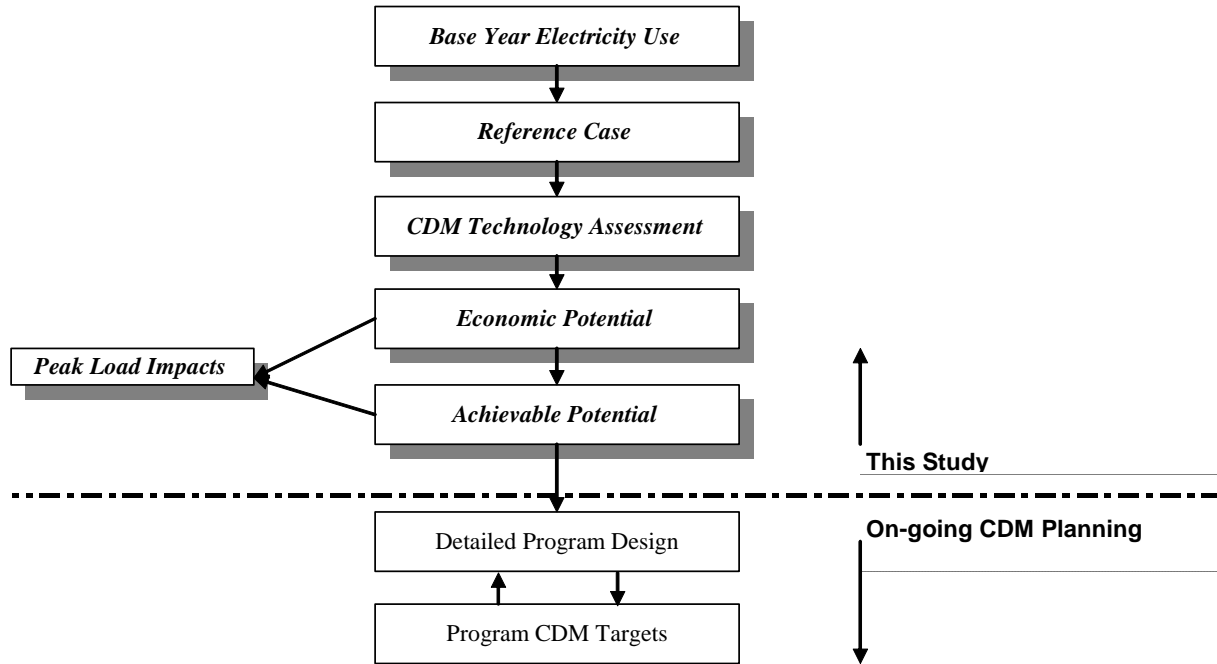 Base Year Electricity Use
Reference Case
CDM Technology Assessment
Economic Potential
Peak Load Impacts
Achievable Potential
This Study
On-going CDM Planning
Detailed Program Design
Program CDM Targets